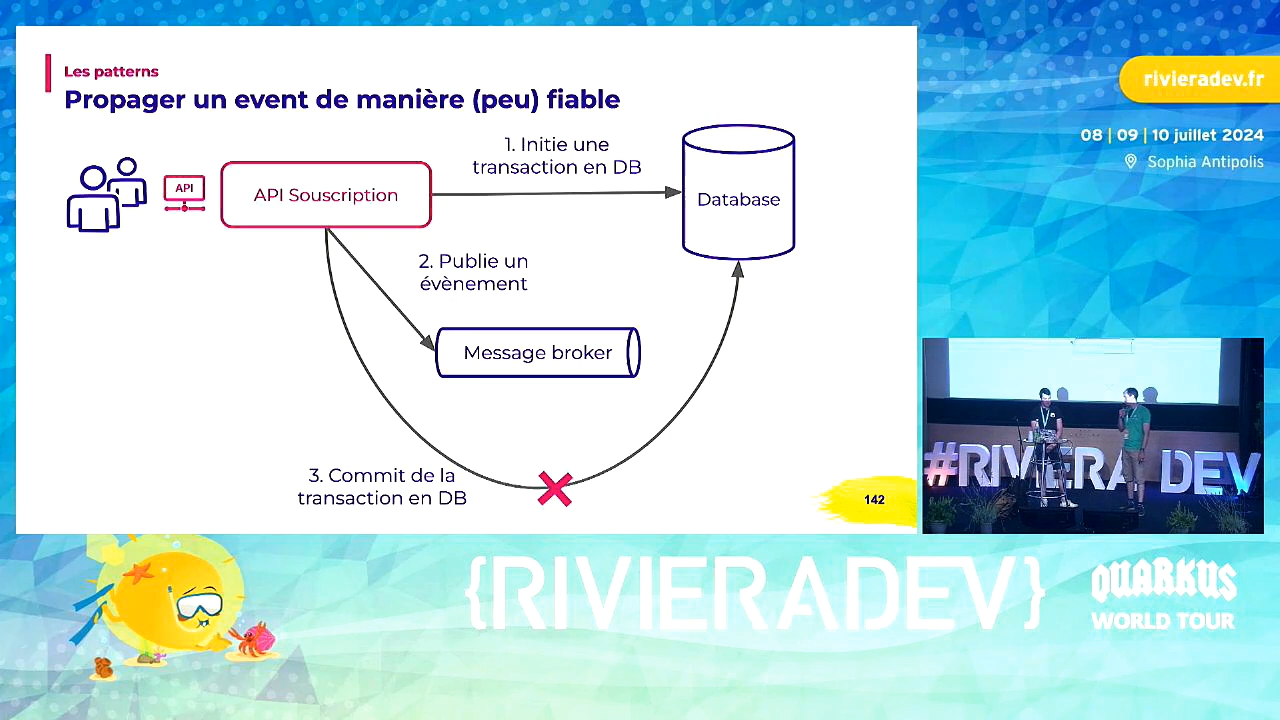 Les patterns
Propager un event de manière (peu) fiable
1. Initie une
transaction en DB
API
API Souscription
Database
2. Publie un
évènement
Message broker
3. Commit de la
transaction en DB
142
rivieradev.fr
08 | 09 | 10 juillet 2024
Sophia Antipolis
#RIVIERA DEV
{RIVIERADEV}
QUARKUS
WORLD TOUR